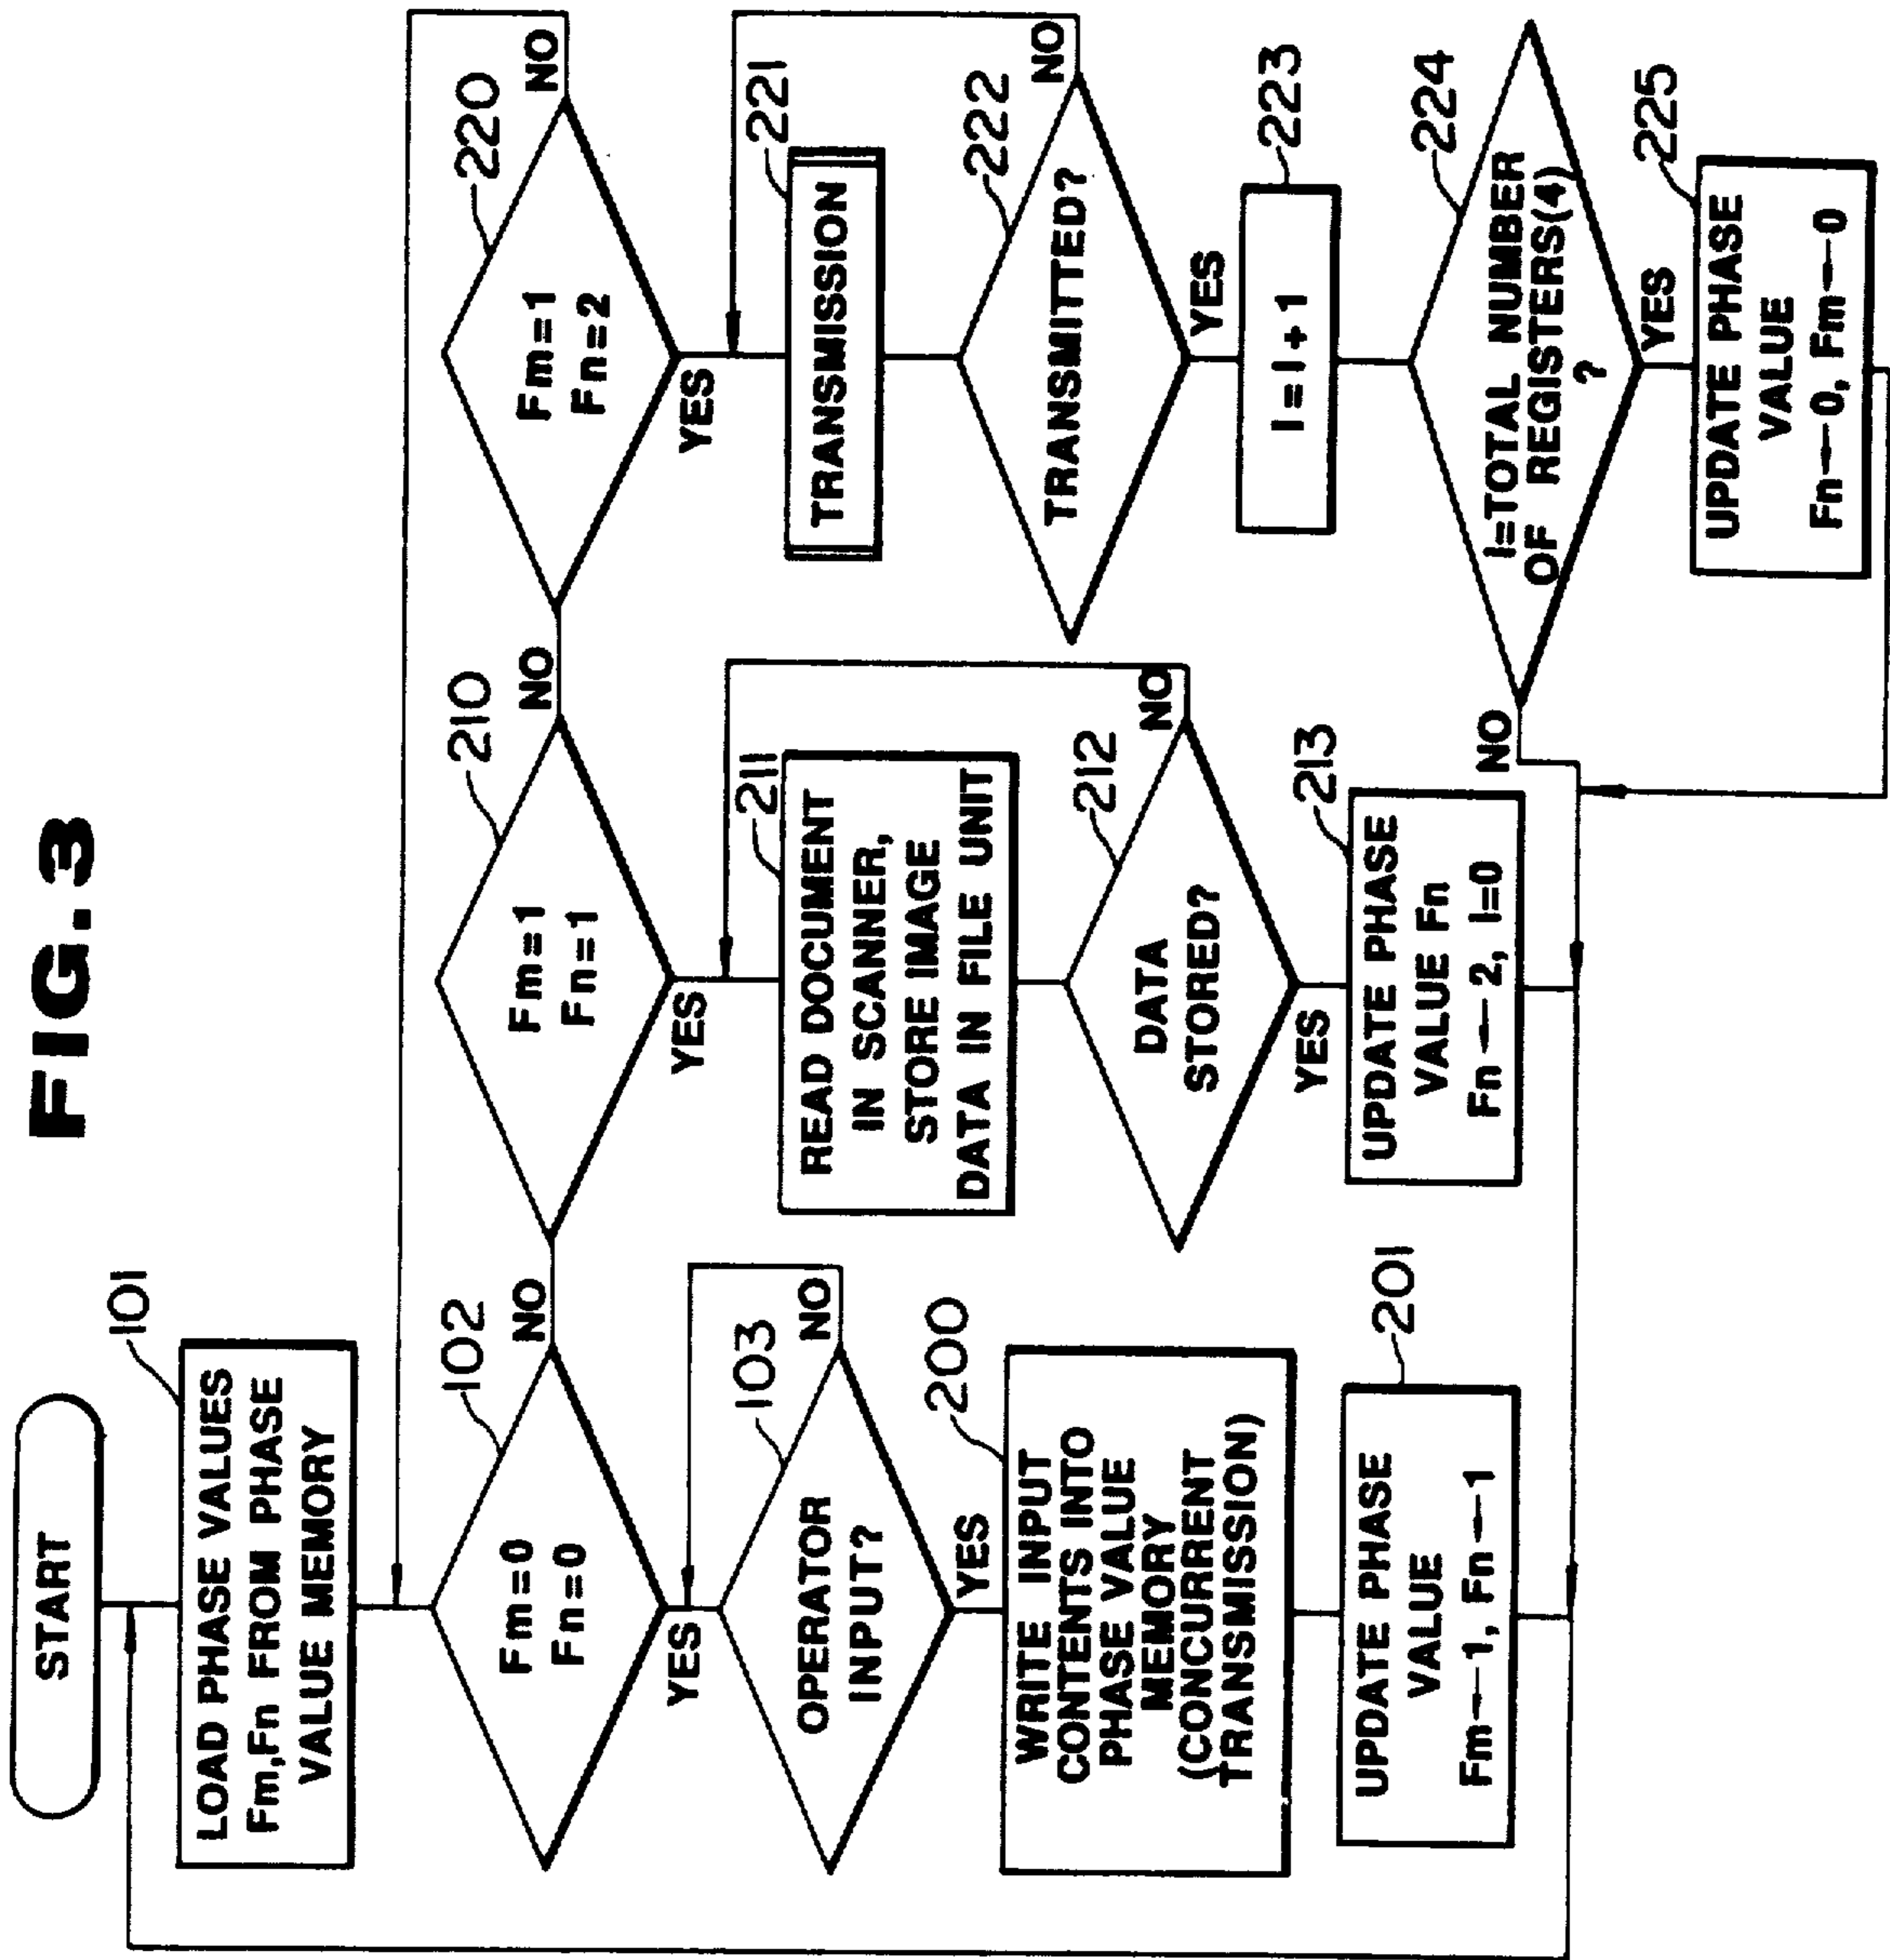 FIG.3
START
101
LOAD PHASE VALUES
Fm,Fn FROM PHASE
VALUE MEMORY
102
Fm=0
Fn=0
NO
YES
103
OPERATOR
INPUT?
NO
YES
200
WRITE INPUT
CONTENTS INTO
PHASE VALUE
MEMORY
(CONCURRENT
TRANSMISSION)
201
UPDATE PHASE
VALUE
Fm←1, Fn←1
210
Fm=1
Fn=1
NO
YES
211
READ DOCUMENT
IN SCANNER,
STORE IMAGE
DATA IN FILE UNIT
212
DATA
STORED?
NO
YES
213
UPDATE PHASE
VALUE Fn
Fn←2, I=0
220
Fm=1
Fn=2
NO
YES
221
TRANSMISSION
222
TRANSMITTED?
NO
YES
223
I=I+1
224
I=TOTAL NUMBER
OF REGISTERS(4)
?
NO
YES
225
UPDATE PHASE
VALUE
Fn←0, Fm←0